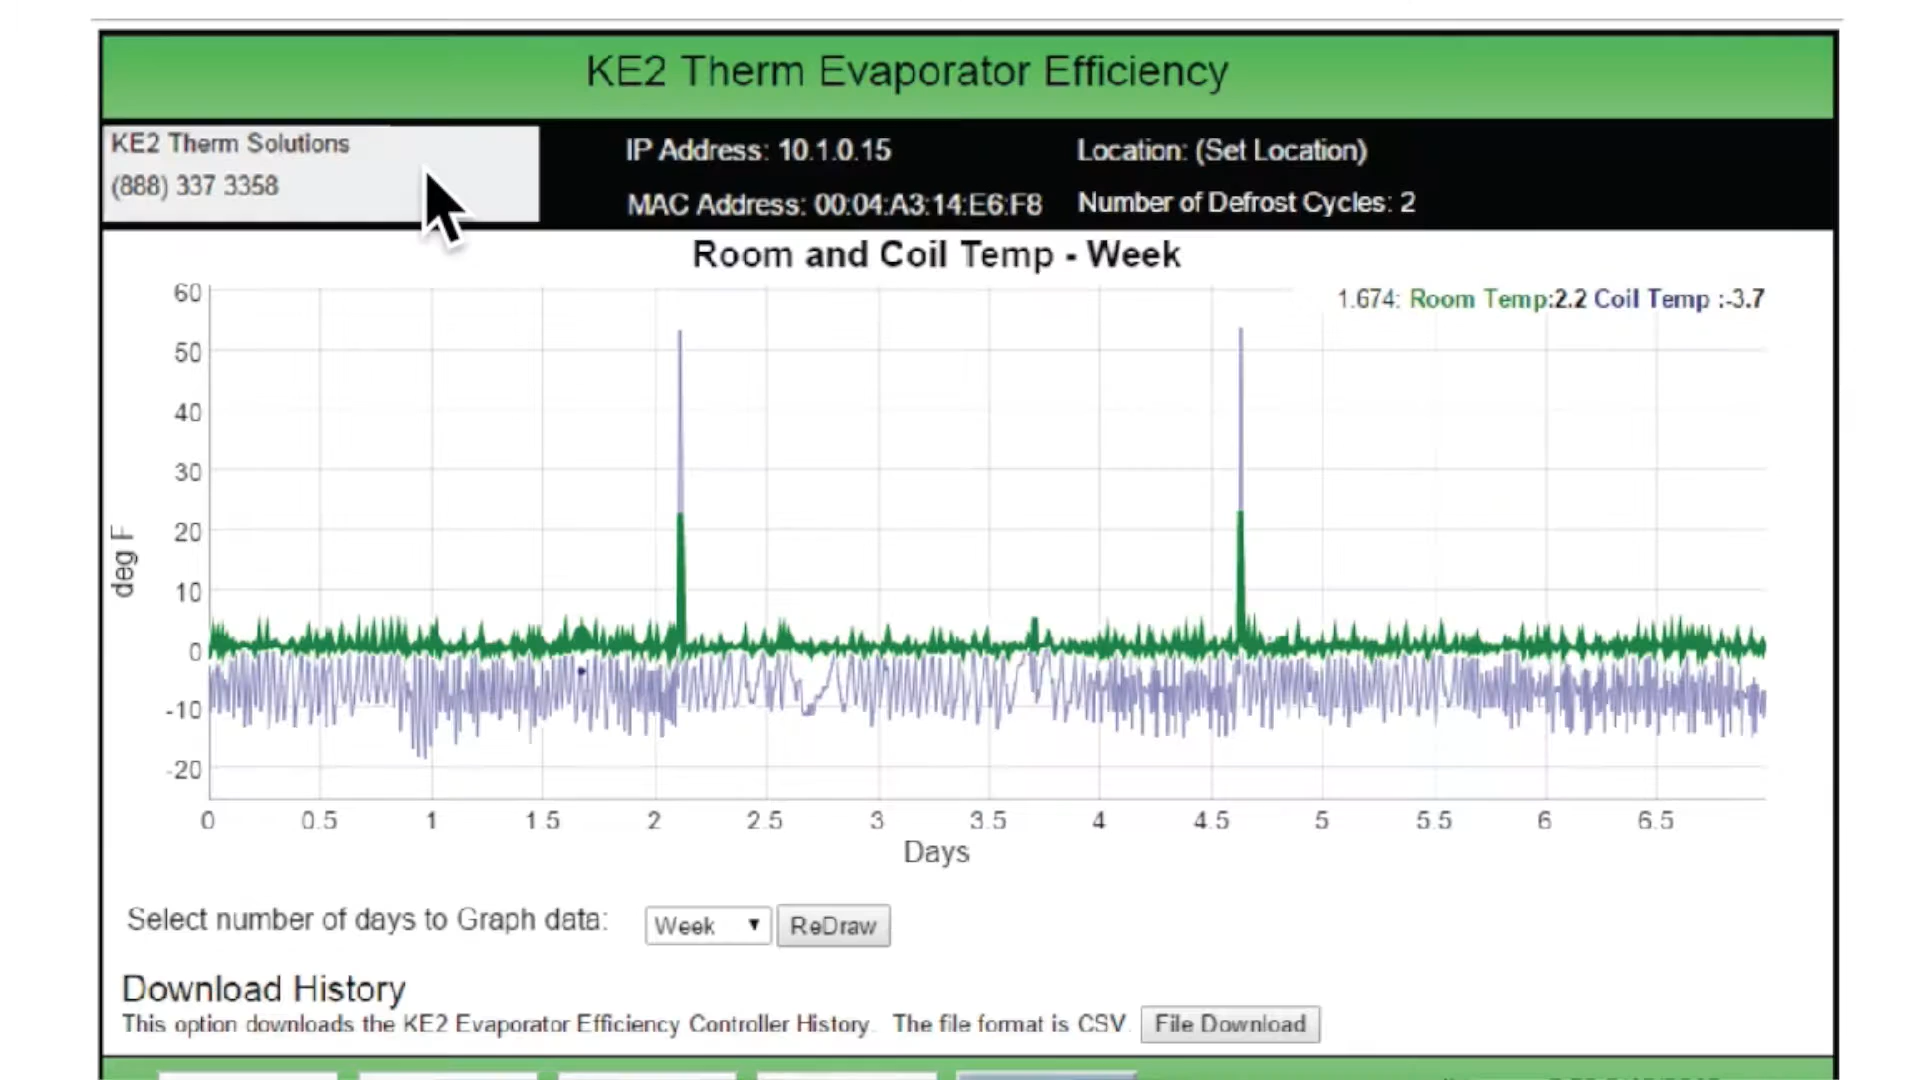 KE2 Therm Evaporator Efficiency
KE2 Therm Solutions
(888) 337 3358
IP Address: 10.1.0.15
MAC Address: 00:04:A3:14:E6:F8
Location: (Set Location)
Number of Defrost Cycles: 2
Room and Coil Temp - Week
1.674: Room Temp:2.2 Coil Temp :-3.7
60
50
40
30
20
10
0
-10
-20
deg F
0 0.5 1 1.5 2 2.5 3 3.5 4 4.5 5 5.5 6 6.5
Days
Select number of days to Graph data: Week ReDraw
Download History
This option downloads the KE2 Evaporator Efficiency Controller History. The file format is CSV. File Download